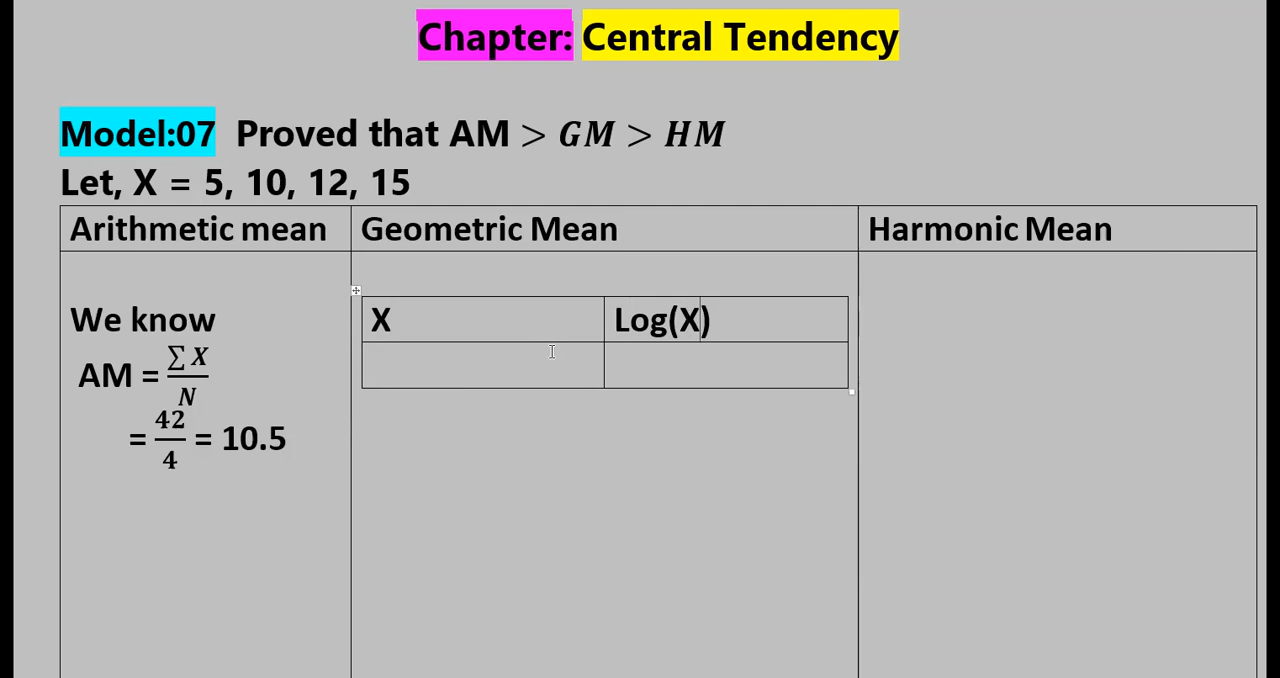 Chapter: Central Tendency
Model:07 Proved that AM > GM > HM
Let, X = 5, 10, 12, 15
Arithmetic mean Geometric Mean Harmonic Mean
We know
X Log(X)
AM = ∑X/N
= 42/4 = 10.5